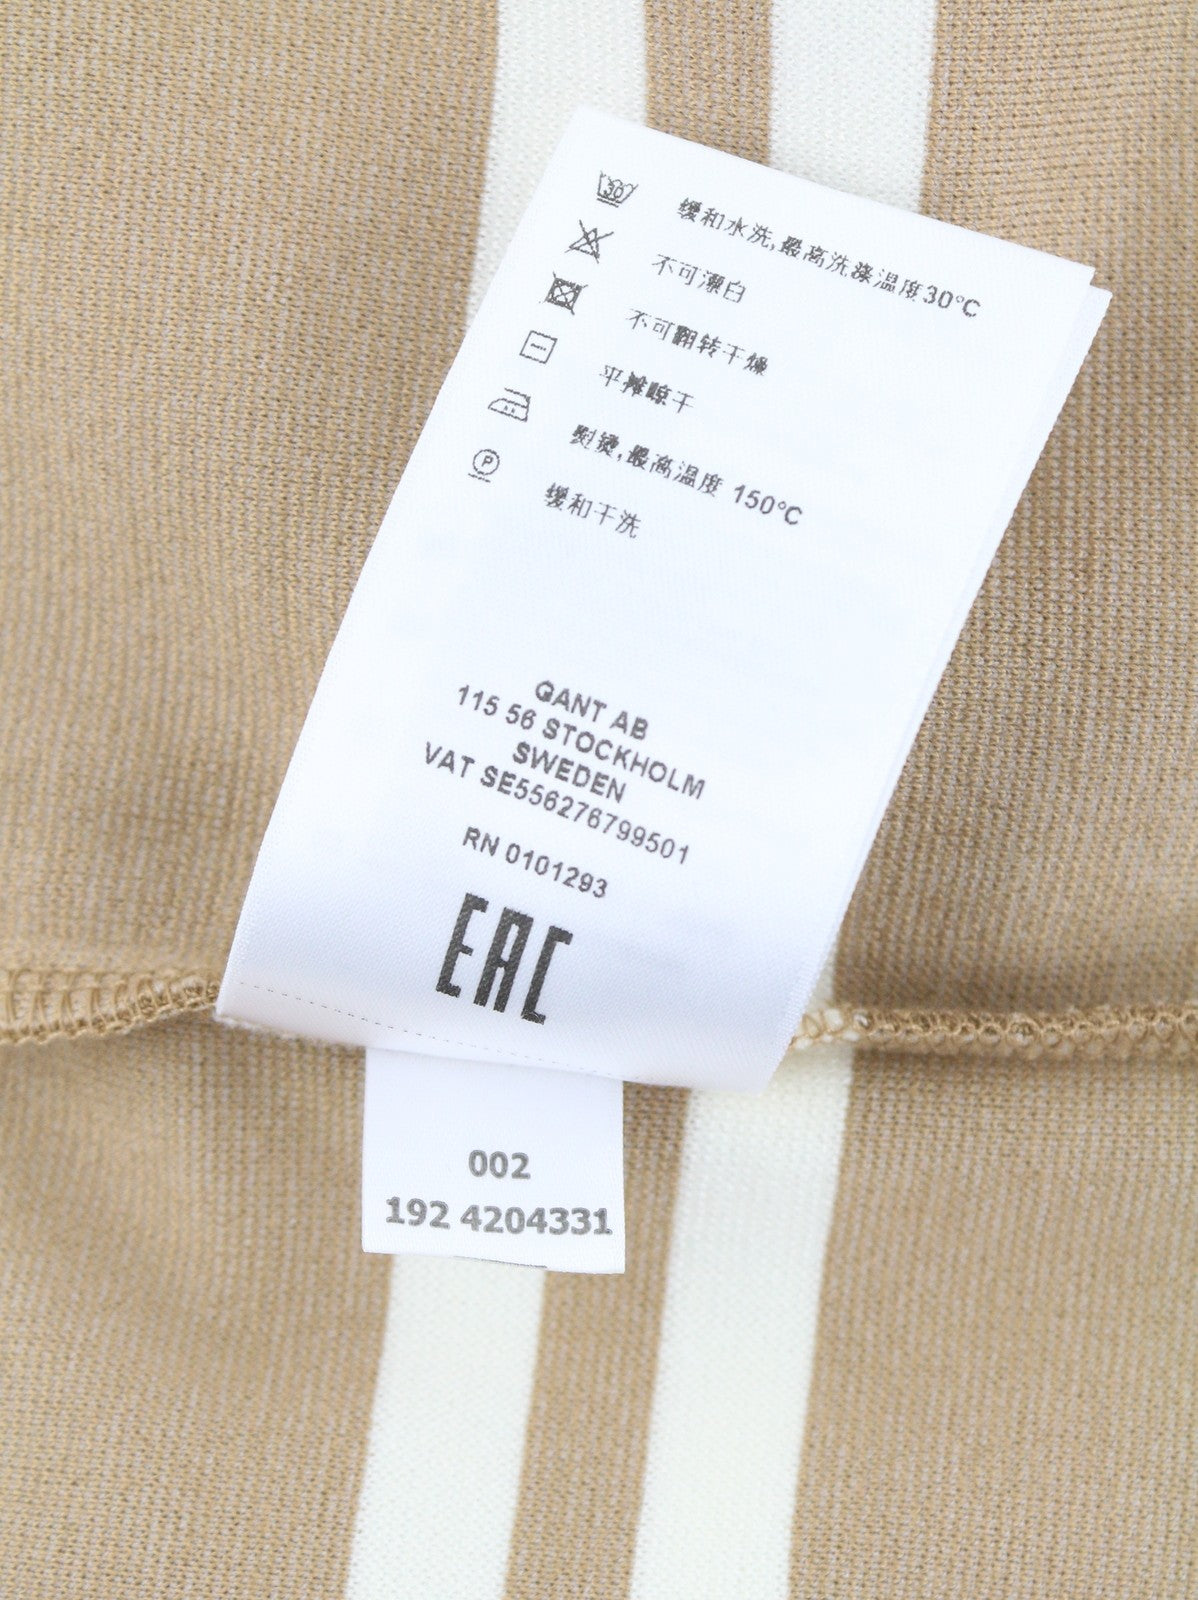 30
缓和水洗,最高洗涤温度30°C
不可漂白
不可翻转干燥
平摊晾干
熨烫,最高温度 150°C
P
缓和干洗
GANT AB
115 56 STOCKHOLM
SWEDEN
VAT SE556276799501
RN 0101293
EAC
002
192 4204331